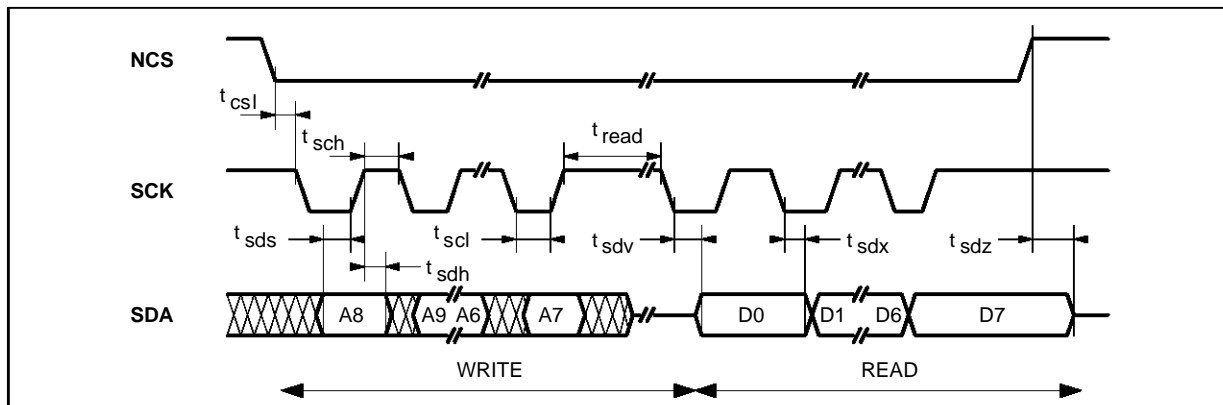 NCS
t csl
t sch
t read
SCK
t sds
t scl
t sdv
t sdx
t sdz
t sdh
SDA
A8
A9
A6
A7
D0
D1
D6
D7
WRITE
READ